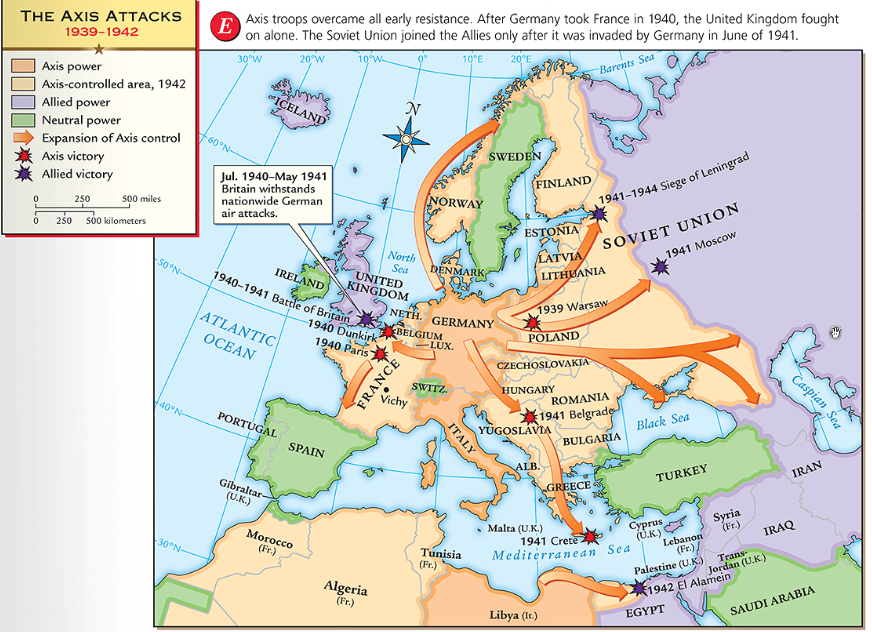 THE AXIS ATTACKS
1939–1942
Axis power
Axis-controlled area, 1942
Allied power
Neutral power
Expansion of Axis control
Axis victory
Allied victory
0 250 500 miles
0 250 500 kilometers
E
Axis troops overcame all early resistance. After Germany took France in 1940, the United Kingdom fought
on alone. The Soviet Union joined the Allies only after it was invaded by Germany in June of 1941.
30°W
20°W
10°W
0°
10°E
20°E
Barents Sea
ICELAND
N
60°N
Jul. 1940–May 1941
Britain withstands
nationwide German
air attacks.
SWEDEN
FINLAND
NORWAY
1941–1944 Siege of Leningrad
ESTONIA
SOVIET UNION
1941 Moscow
LATVIA
LITHUANIA
North
Sea
DENMARK
50°N
IRELAND
UNITED
KINGDOM
1940–1941 Battle of Britain
NETH.
1940 Dunkirk
BELGIUM
LUX.
1940 Paris
GERMANY
1939 Warsaw
POLAND
ATLANTIC
OCEAN
FRANCE
Vichy
SWITZ.
CZECHOSLOVAKIA
HUNGARY
ROMANIA
1941 Belgrade
YUGOSLAVIA
BULGARIA
Black Sea
Caspian Sea
40°N
PORTUGAL
SPAIN
ITALY
ALB.
GREECE
TURKEY
IRAN
Gibraltar
(U.K.)
Malta (U.K.)
1941 Crete
Mediterranean Sea
Cyprus
(U.K.)
Syria
(Fr.)
Lebanon
(Fr.)
IRAQ
Palestine (U.K.)
Trans-
Jordan (U.K.)
30°N
Morocco
(Fr.)
Algeria
(Fr.)
Tunisia
(Fr.)
Libya (It.)
1942 El Alamein
EGYPT
SAUDI ARABIA